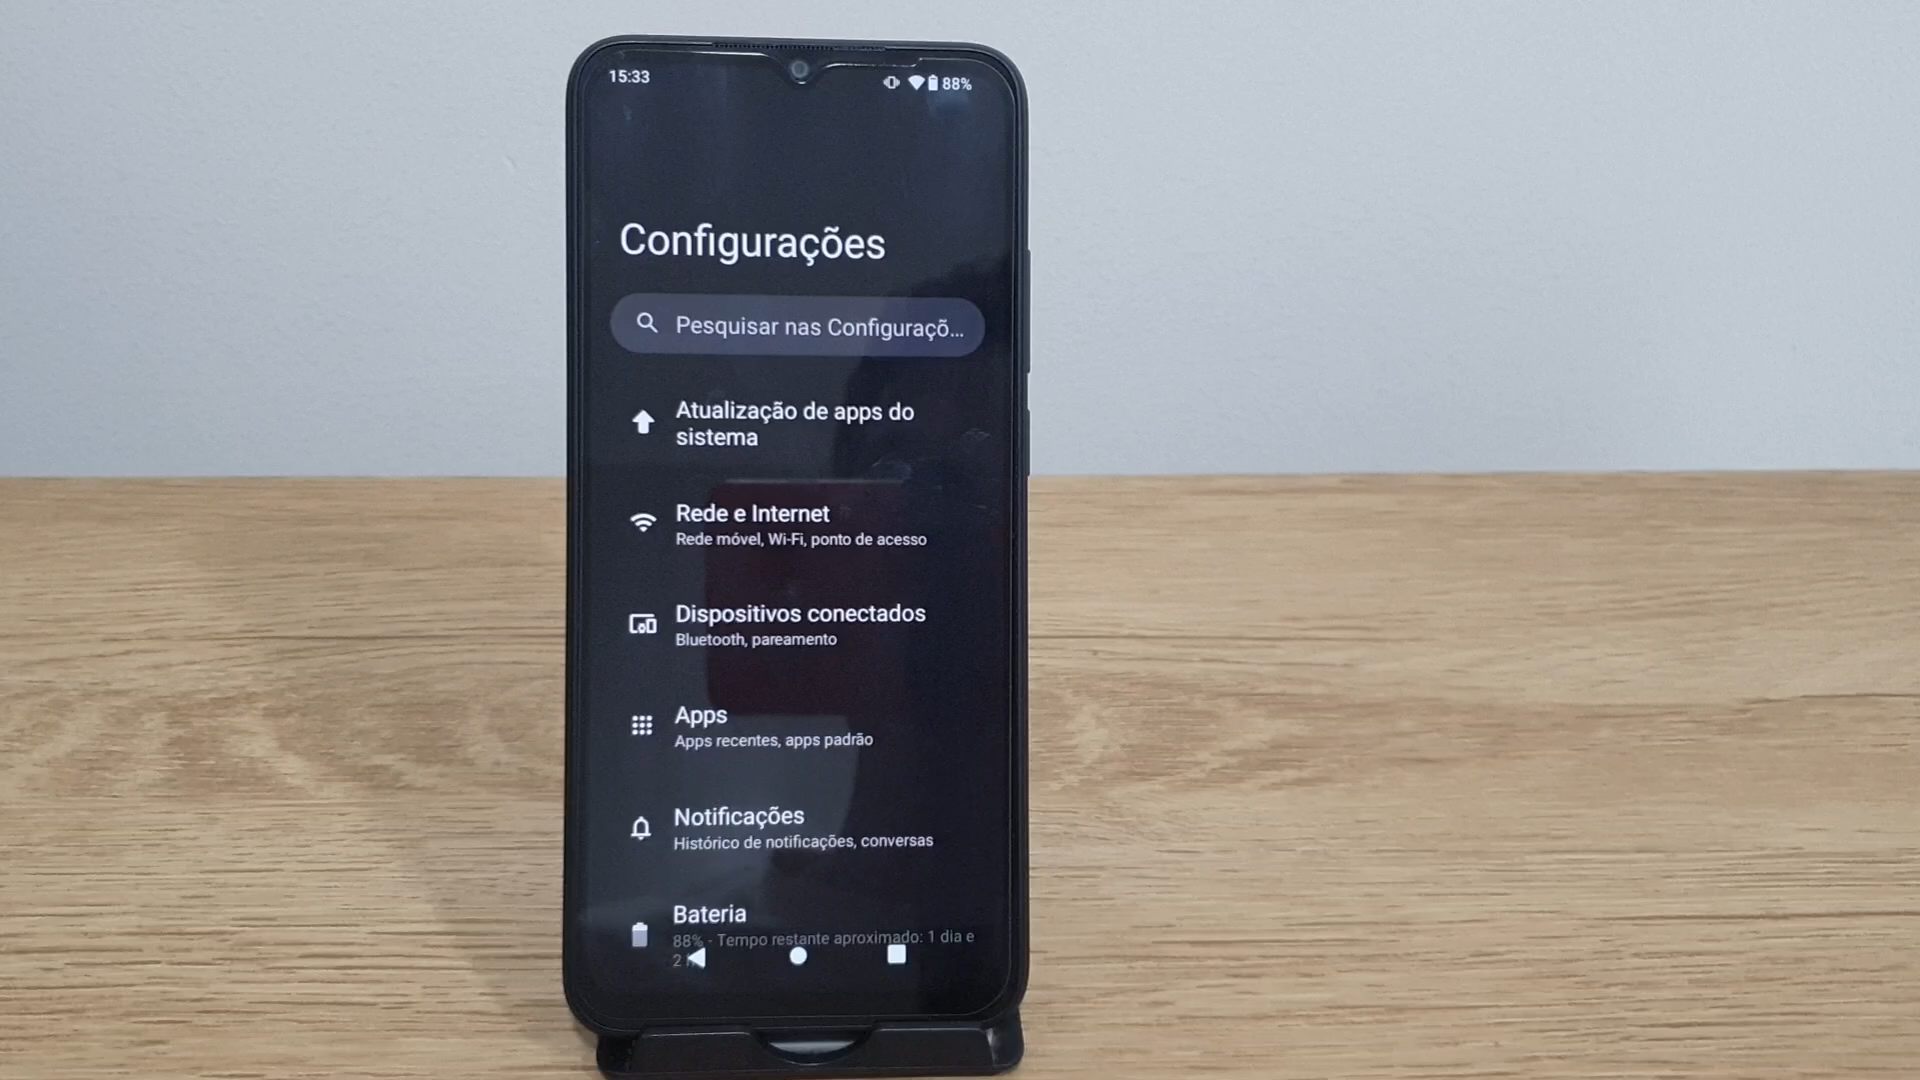 15:33
88%
Configurações
Pesquisar nas Configuraçõ...
Atualização de apps do
sistema
Rede e Internet
Rede móvel, Wi-Fi, ponto de acesso
Dispositivos conectados
Bluetooth, pareamento
Apps
Apps recentes, apps padrão
Notificações
Histórico de notificações, conversas
Bateria
88% - Tempo restante aproximado: 1 dia e
2